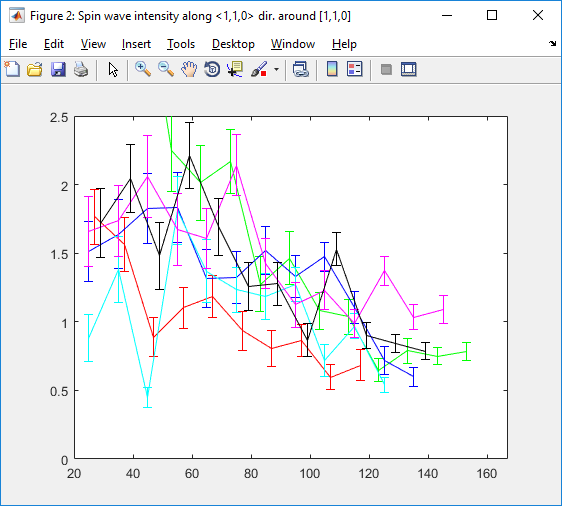 Figure 2: Spin wave intensity along <1,1,0> dir. around [1,1,0]
File Edit View Insert Tools Desktop Window Help
2.5
2
1.5
1
0.5
0
20 40 60 80 100 120 140 160